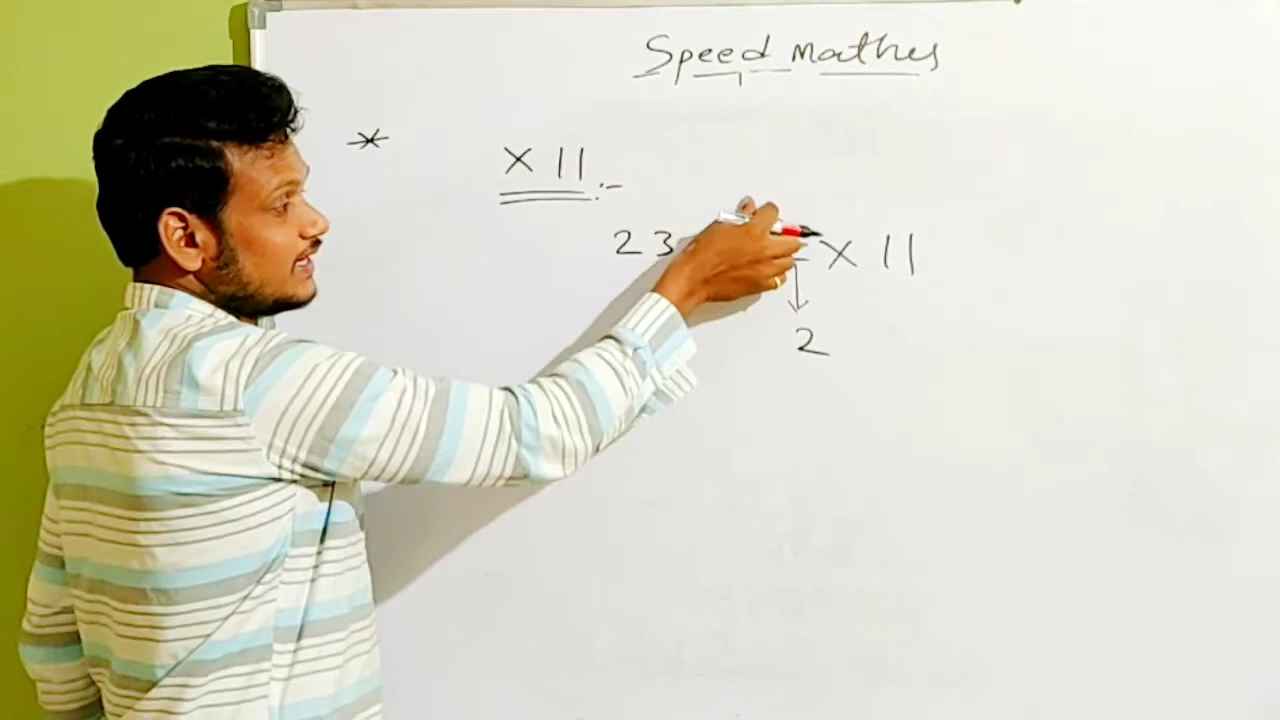 Speed mathes
* × 11 :-
23 × 11
2